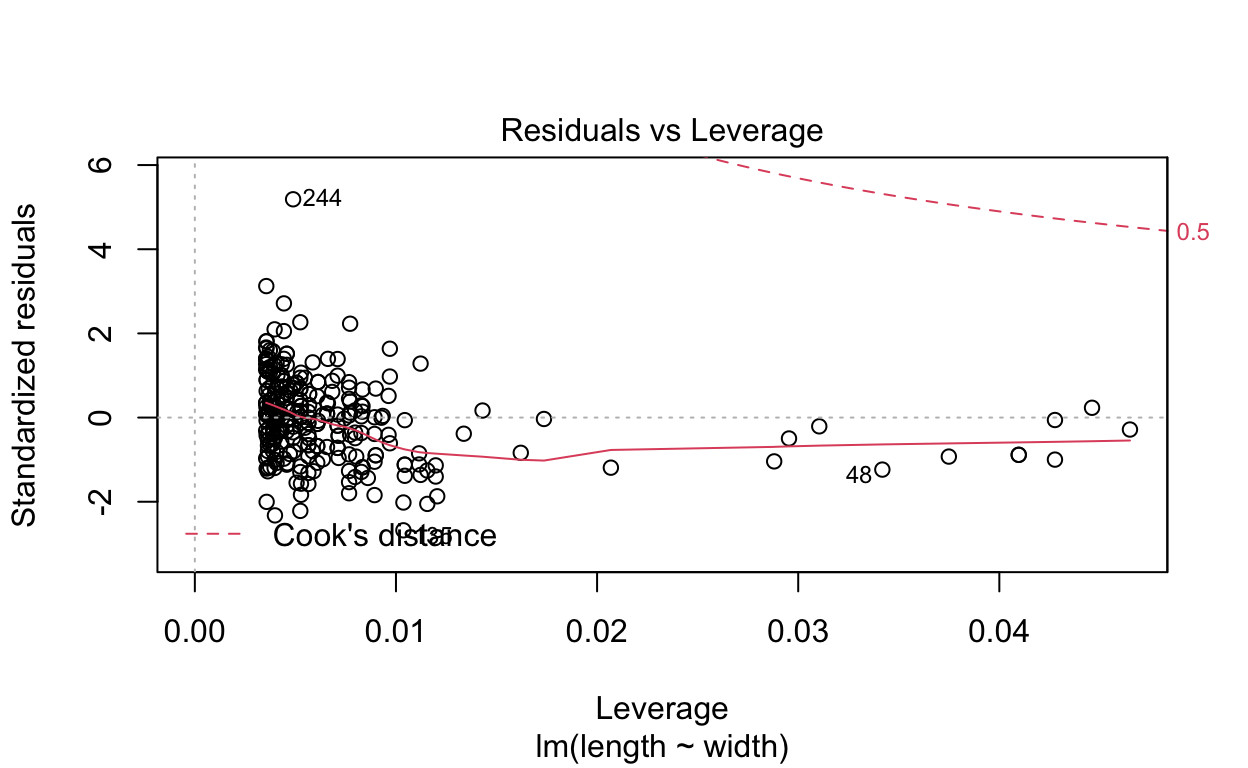 Residuals vs Leverage
Standardized residuals
6
4
2
0
-2
244
0.5
48
135
Cook's distance
0.00
0.01
0.02
0.03
0.04
Leverage
lm(length ~ width)